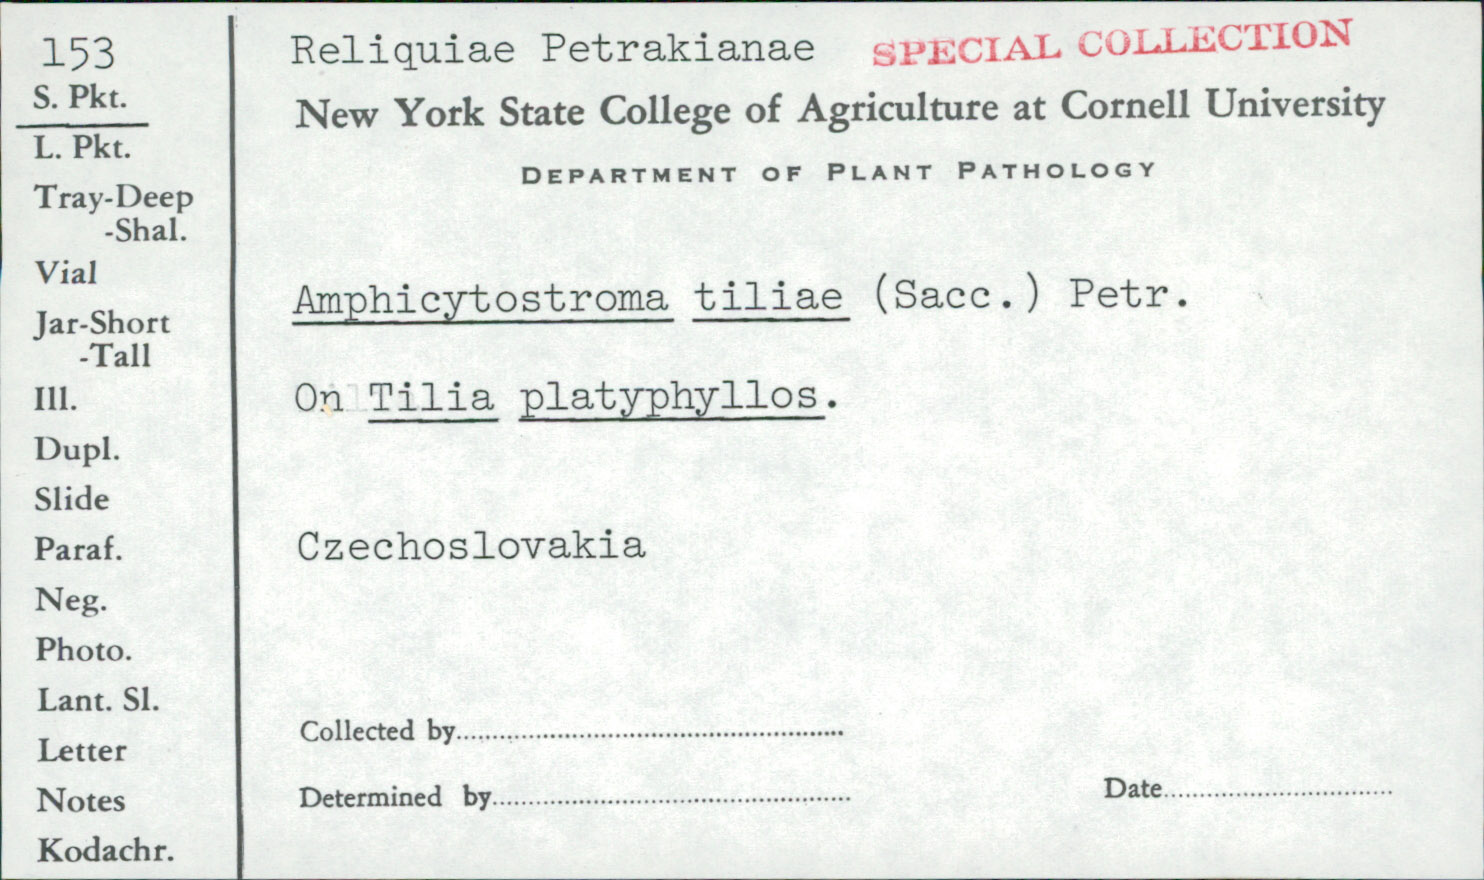 153
S. Pkt.
L. Pkt.
Tray-Deep
-Shal.
Vial
Jar-Short
-Tall
Ill.
Dupl.
Slide
Paraf.
Neg.
Photo.
Lant. Sl.
Letter
Notes
Kodachr.
Reliquiae Petrakianae SPECIAL COLLECTION
New York State College of Agriculture at Cornell University
DEPARTMENT OF PLANT PATHOLOGY
Amphicytostroma tiliae (Sacc.) Petr.
On Tilia platyphyllos.
Czechoslovakia
Collected by
Determined by Date